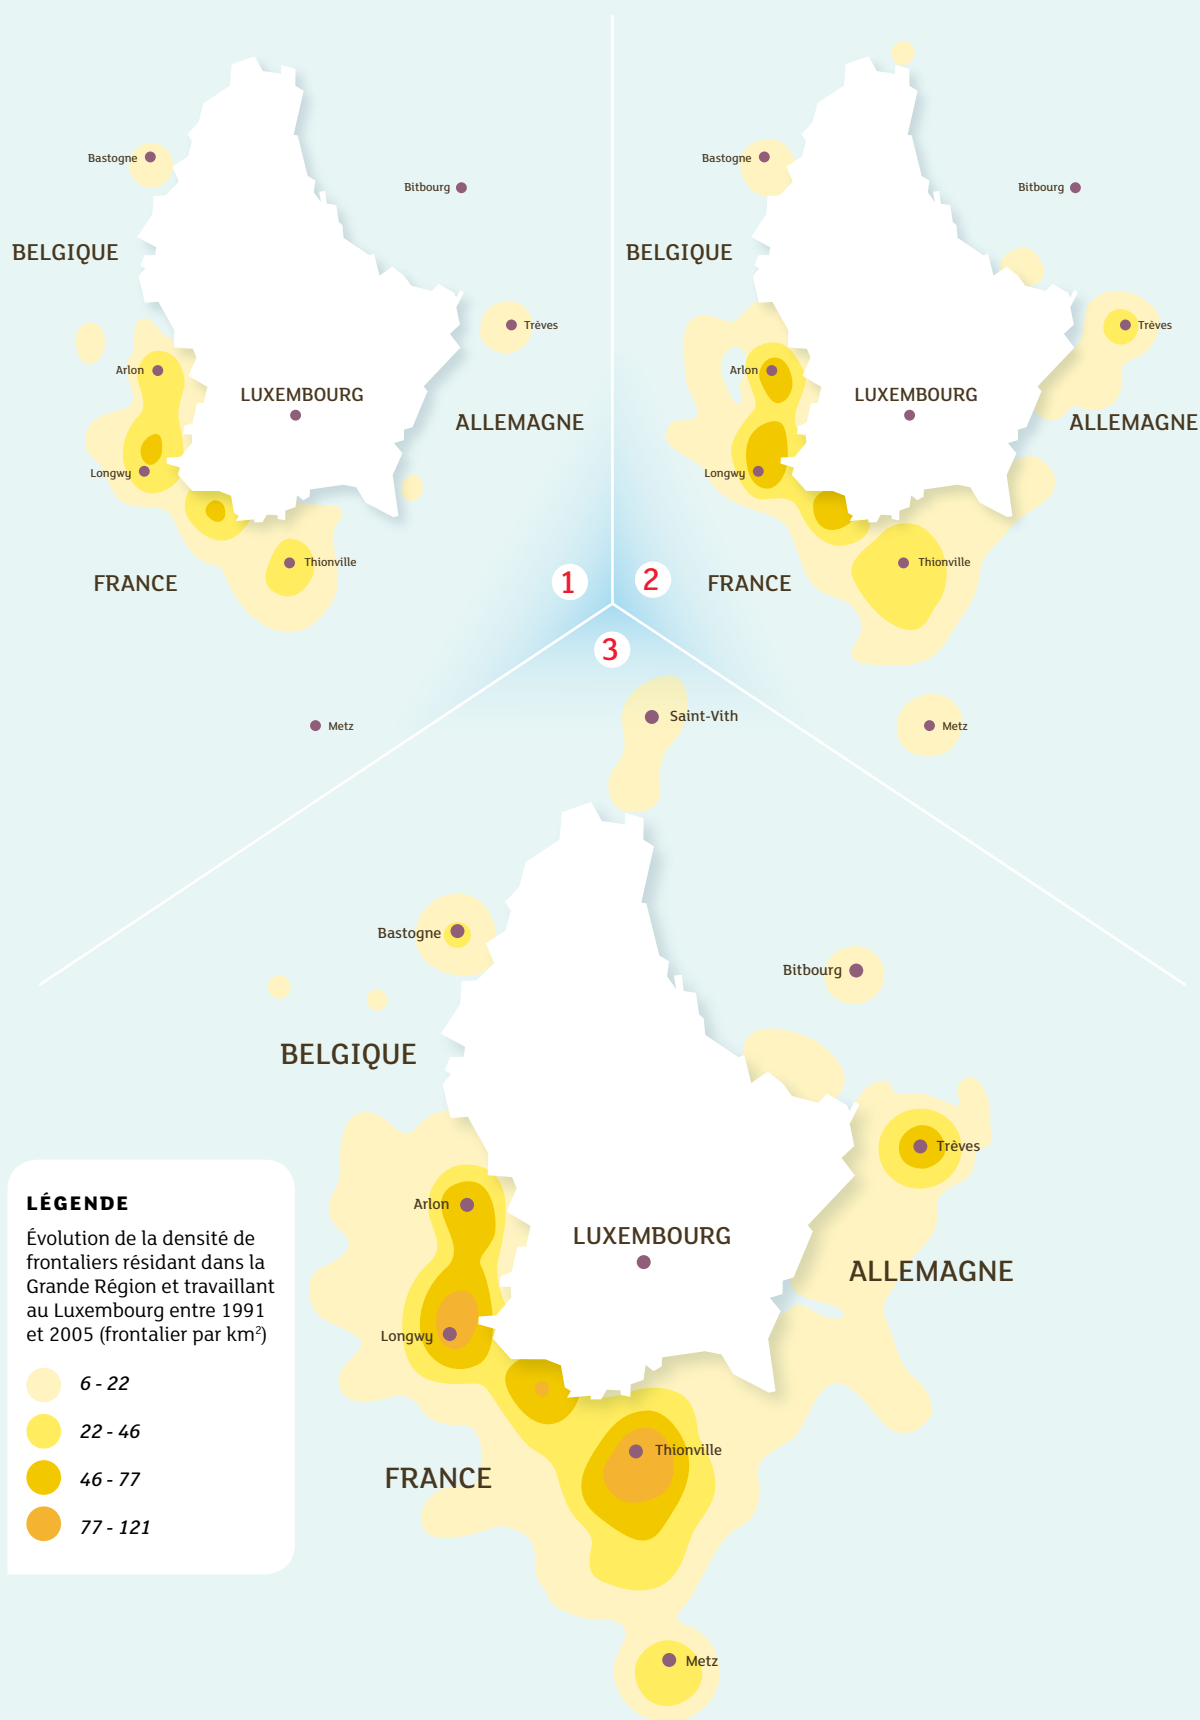 Bastogne
Bitbourg
BELGIQUE
Trèves
Arlon
LUXEMBOURG
ALLEMAGNE
Longwy
Thionville
FRANCE
1
Metz
Bastogne
Bitbourg
BELGIQUE
Trèves
Arlon
LUXEMBOURG
ALLEMAGNE
Longwy
Thionville
FRANCE
2
Metz
3
Saint-Vith
Bastogne
Bitbourg
BELGIQUE
Trèves
Arlon
LUXEMBOURG
ALLEMAGNE
Longwy
Thionville
FRANCE
Metz
LÉGENDE
Évolution de la densité de
frontaliers résidant dans la
Grande Région et travaillant
au Luxembourg entre 1991
et 2005 (frontalier par km²)
6 - 22
22 - 46
46 - 77
77 - 121